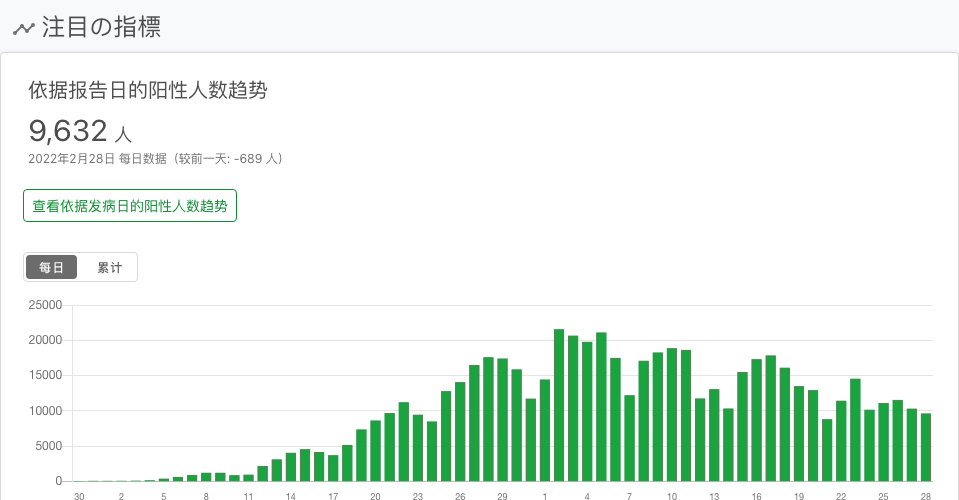 注目の指標
依据报告日的阳性人数趋势
9,632 人
2022年2月28日 每日数据（较前一天: -689 人）
查看依据发病日的阳性人数趋势
每日 累计
25000
20000
15000
10000
5000
0
30 2 5 8 11 14 17 20 23 26 29 1 4 7 10 13 16 19 22 25 28